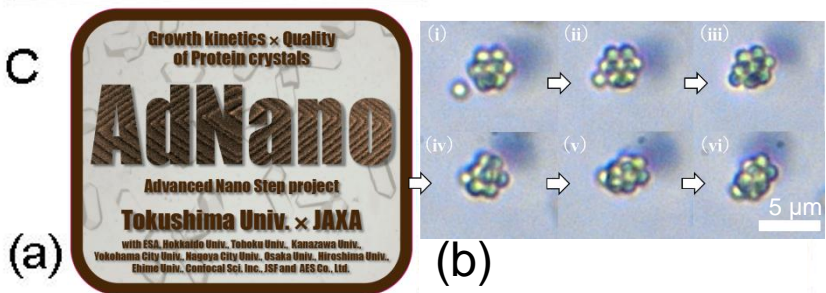 C
(a)
Growth kinetics × Quality
of Protein crystals
AdNano
Advanced Nano Step project
Tokushima Univ. × JAXA
with ESA, Hokkaido Univ., Tohoku Univ., Kanazawa Univ.,
Yokohama City Univ., Nagoya City Univ., Osaka Univ., Hiroshima Univ.,
Ehime Univ., Confocal Sci. Inc., JSF and AES Co., Ltd.
(b)
(i)
(ii)
(iii)
(iv)
(v)
(vi)
5 μm